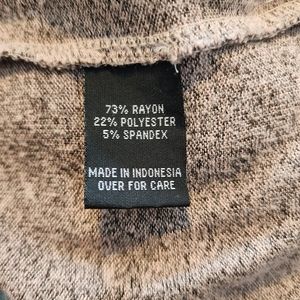 73% RAYON
22% POLYESTER
5% SPANDEX
MADE IN INDONESIA
OVER FOR CARE